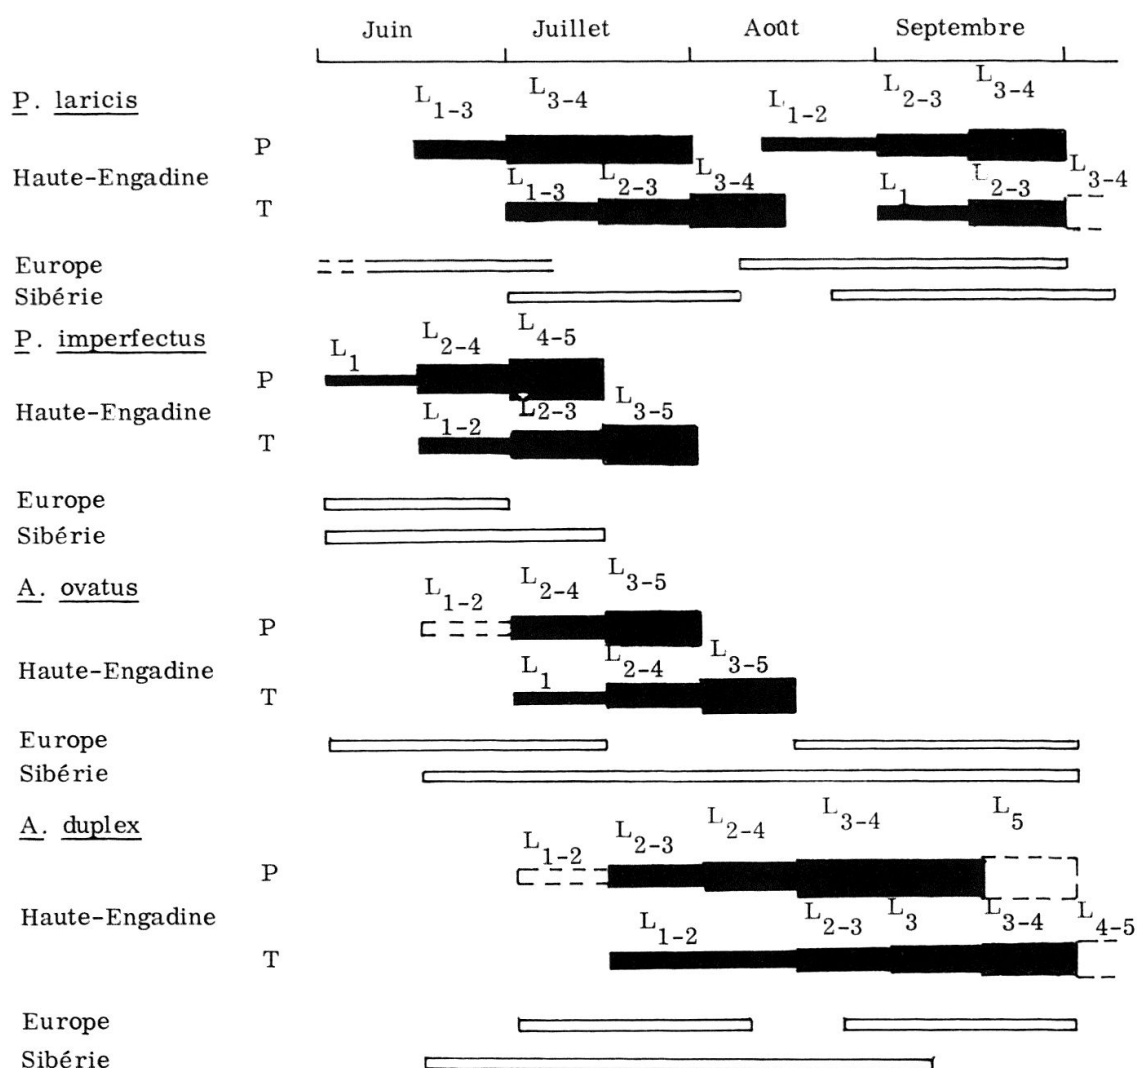 Juin Juillet Août Septembre
P. laricis
L1-3 L3-4 L1-2 L2-3 L3-4
P
Haute-Engadine
L1-3 L2-3 L3-4 L1 L2-3 L3-4
T
Europe
Sibérie
P. imperfectus
L1 L2-4 L4-5
P
Haute-Engadine
L1-2 L2-3 L3-5
T
Europe
Sibérie
A. ovatus
L1-2 L2-4 L3-5
P
Haute-Engadine
L1 L2-4 L3-5
T
Europe
Sibérie
A. duplex
L1-2 L2-3 L2-4 L3-4 L5
P
Haute-Engadine
L1-2 L2-3 L3 L3-4 L4-5
T
Europe
Sibérie